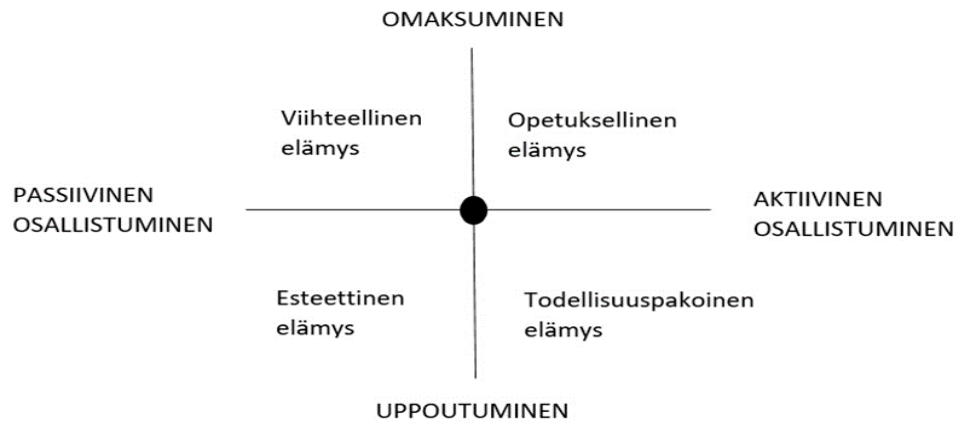 OMAKSUMINEN
Viihteellinen
elämys
Opetuksellinen
elämys
PASSIIVINEN
OSALLISTUMINEN
AKTIIVINEN
OSALLISTUMINEN
Esteettinen
elämys
Todellisuuspakoinen
elämys
UPPOUTUMINEN